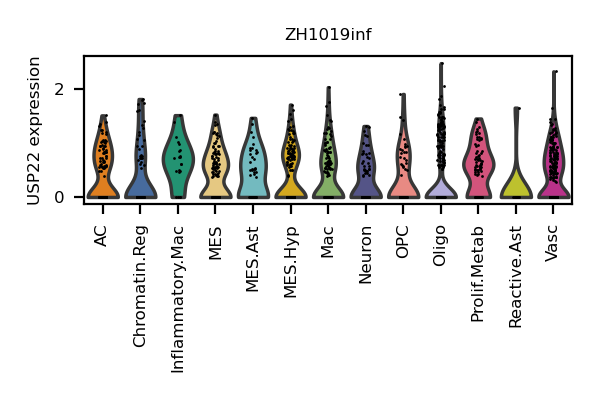 ZH1019inf
USP22 expression
2
0
AC
Chromatin.Reg
Inflammatory.Mac
MES
MES.Ast
MES.Hyp
Mac
Neuron
OPC
Oligo
Prolif.Metab
Reactive.Ast
Vasc